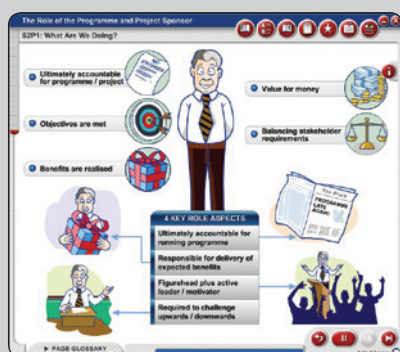 The Role of the Programme and Project Sponsor
S2P1: What Are We Doing?
Ultimately accountable
for programme / project
Objectives are met
Benefits are realised
Value for money
Balancing stakeholder
requirements
PROGRAMME
LATE
AGAIN!
4 KEY ROLE ASPECTS
Ultimately accountable for
running programme
Responsible for delivery of
expected benefits
Figurehead plus active
leader / motivator
Required to challenge
upwards / downwards
PAGE GLOSSARY